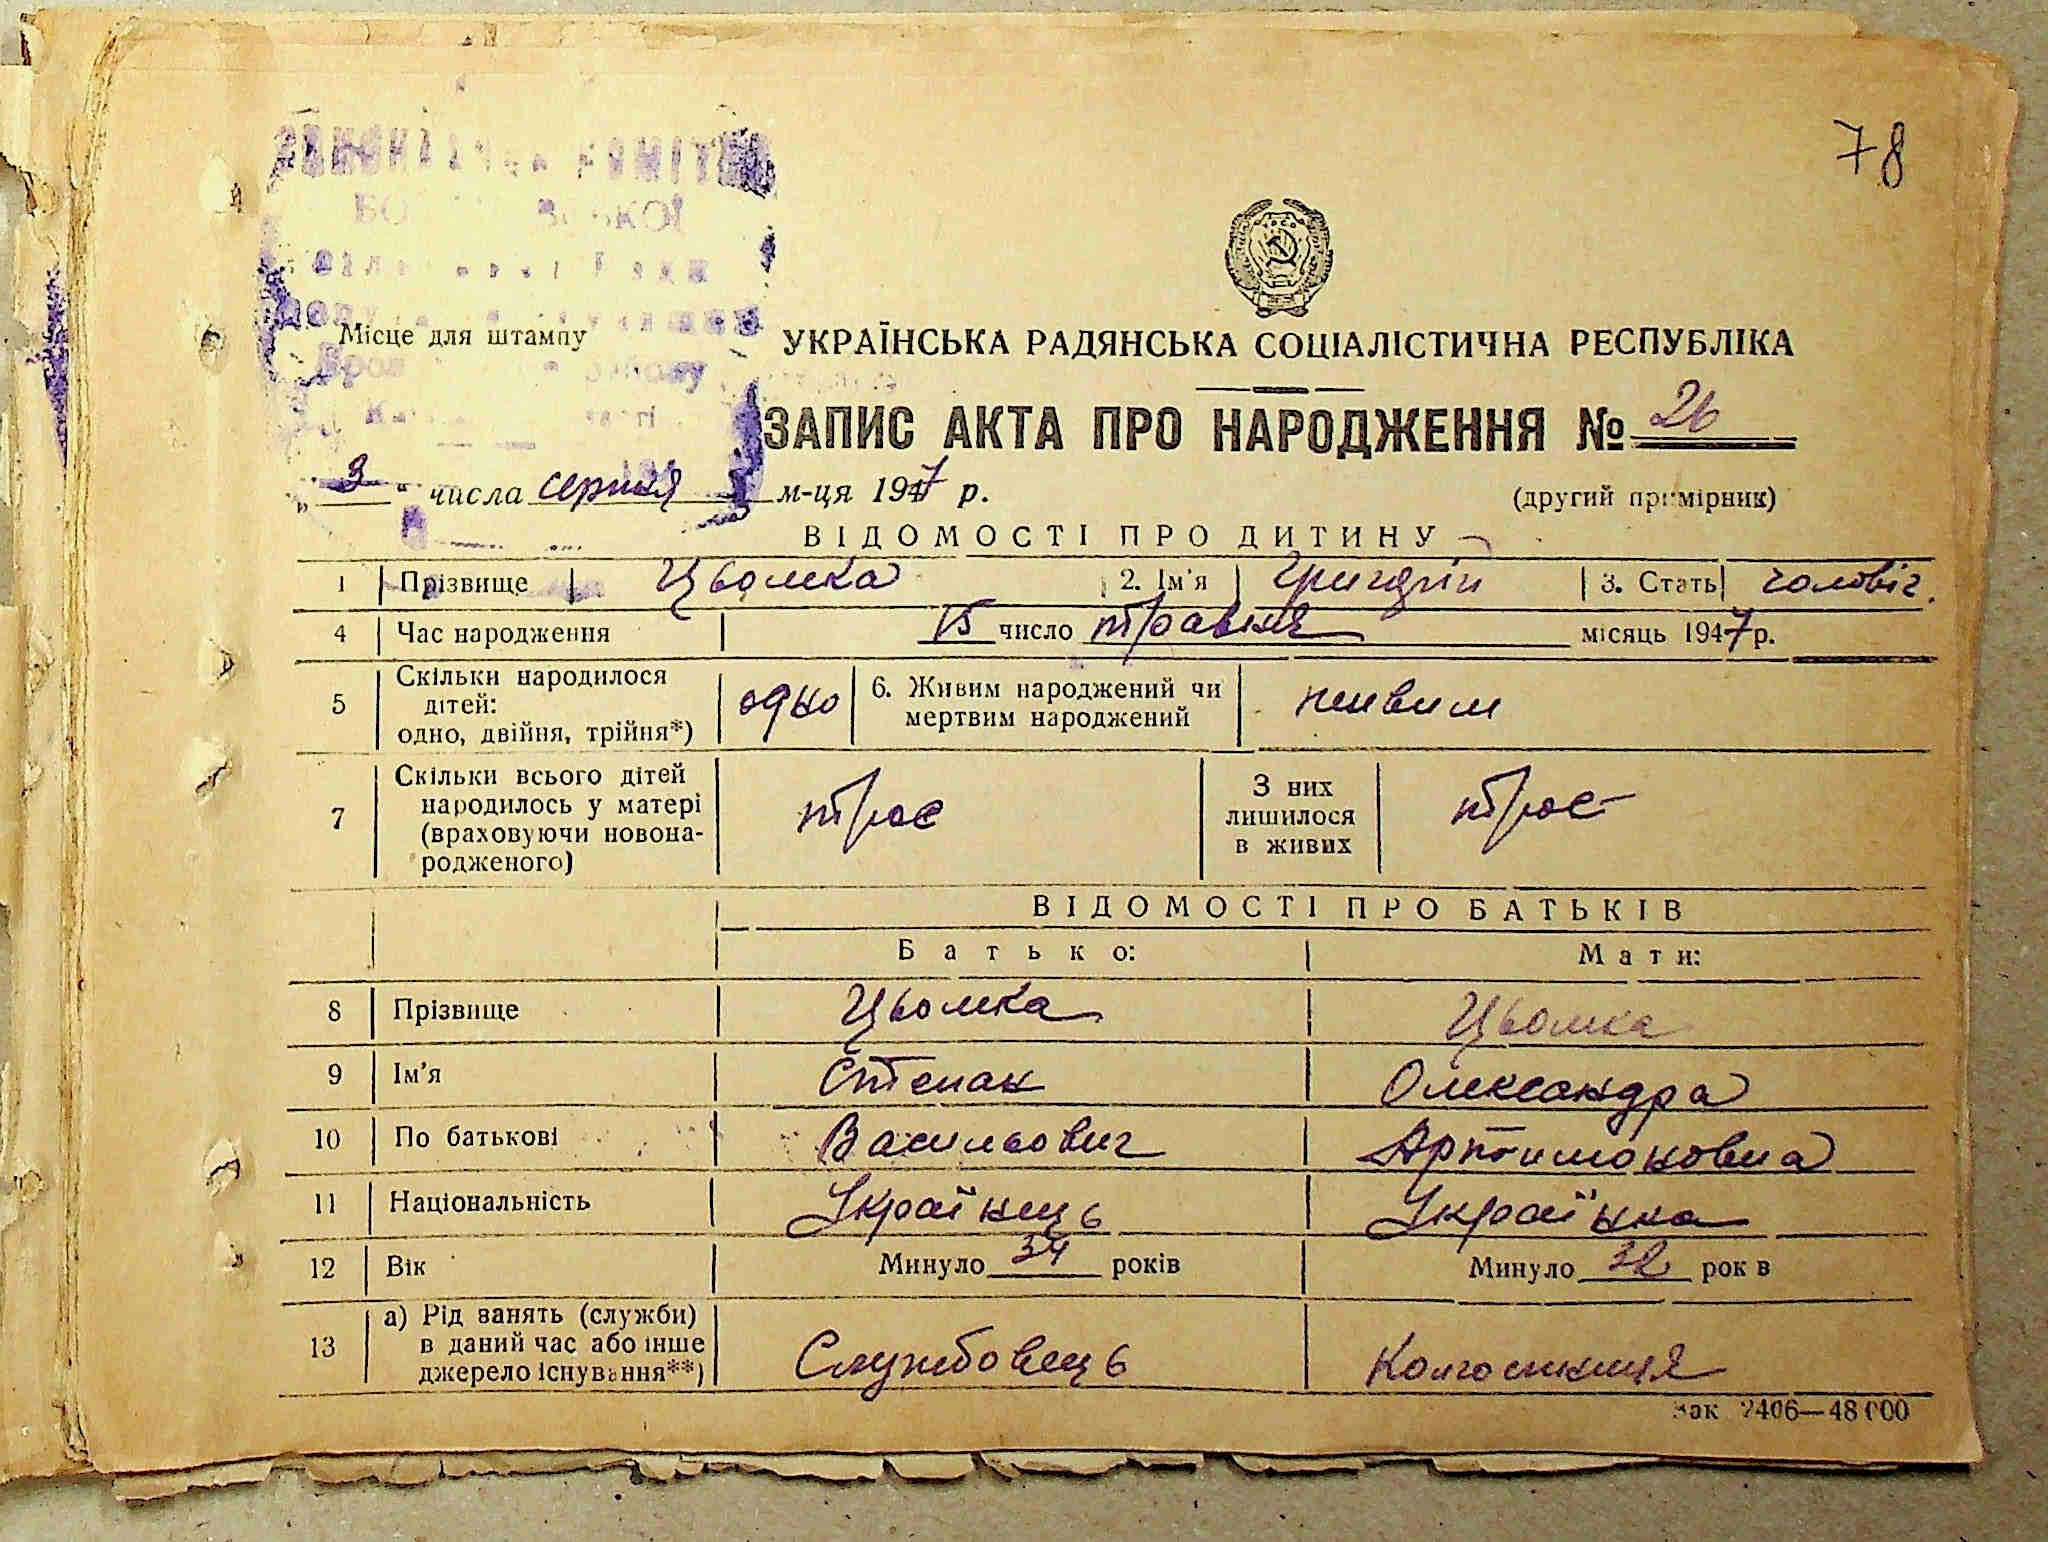 78
Місце для штампу
УКРАЇНСЬКА РАДЯНСЬКА СОЦІАЛІСТИЧНА РЕСПУБЛІКА
ЗАПИС АКТА ПРО НАРОДЖЕННЯ № 26
„ 3 " числа серпня м-ця 1947 р.
(другий примірник)
ВІДОМОСТІ ПРО ДИТИНУ
1 Прізвище Цьомка 2. Ім'я Григорій 3. Стать чоловіч.
4 Час народження 15 число травня місяць 1947 р.
5 Скільки народилося дітей: одно, двійня, трійня*) одно 6. Живим народжений чи мертвим народжений живим
7 Скільки всього дітей народилось у матері (враховуючи новонародженого) троє З них лишилося в живих троє
ВІДОМОСТІ ПРО БАТЬКІВ
Батько: Мати:
8 Прізвище Цьомка Цьомка
9 Ім'я Степан Олександра
10 По батькові Васильович Артимоновна
11 Національність Українець Українка
12 Вік Минуло 34 років Минуло 32 рок в
13 а) Рід занять (служби) в даний час або інше джерело існування**) Службовець Колгоспниця
Зак 2406—48000